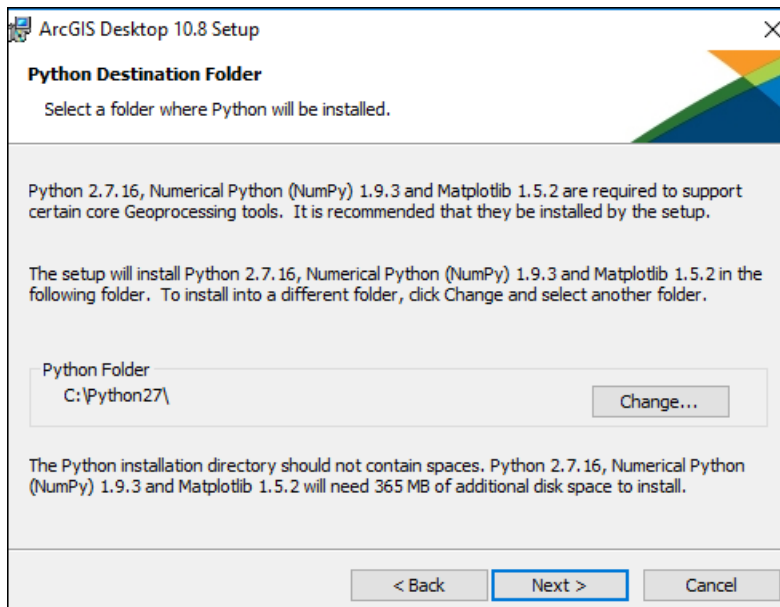 ArcGIS Desktop 10.8 Setup
Python Destination Folder
Select a folder where Python will be installed.
Python 2.7.16, Numerical Python (NumPy) 1.9.3 and Matplotlib 1.5.2 are required to support
certain core Geoprocessing tools.  It is recommended that they be installed by the setup.
The setup will install Python 2.7.16, Numerical Python (NumPy) 1.9.3 and Matplotlib 1.5.2 in the
following folder.  To install into a different folder, click Change and select another folder.
Python Folder
C:\Python27\
Change...
The Python installation directory should not contain spaces. Python 2.7.16, Numerical Python
(NumPy) 1.9.3 and Matplotlib 1.5.2 will need 365 MB of additional disk space to install.
< Back Next > Cancel